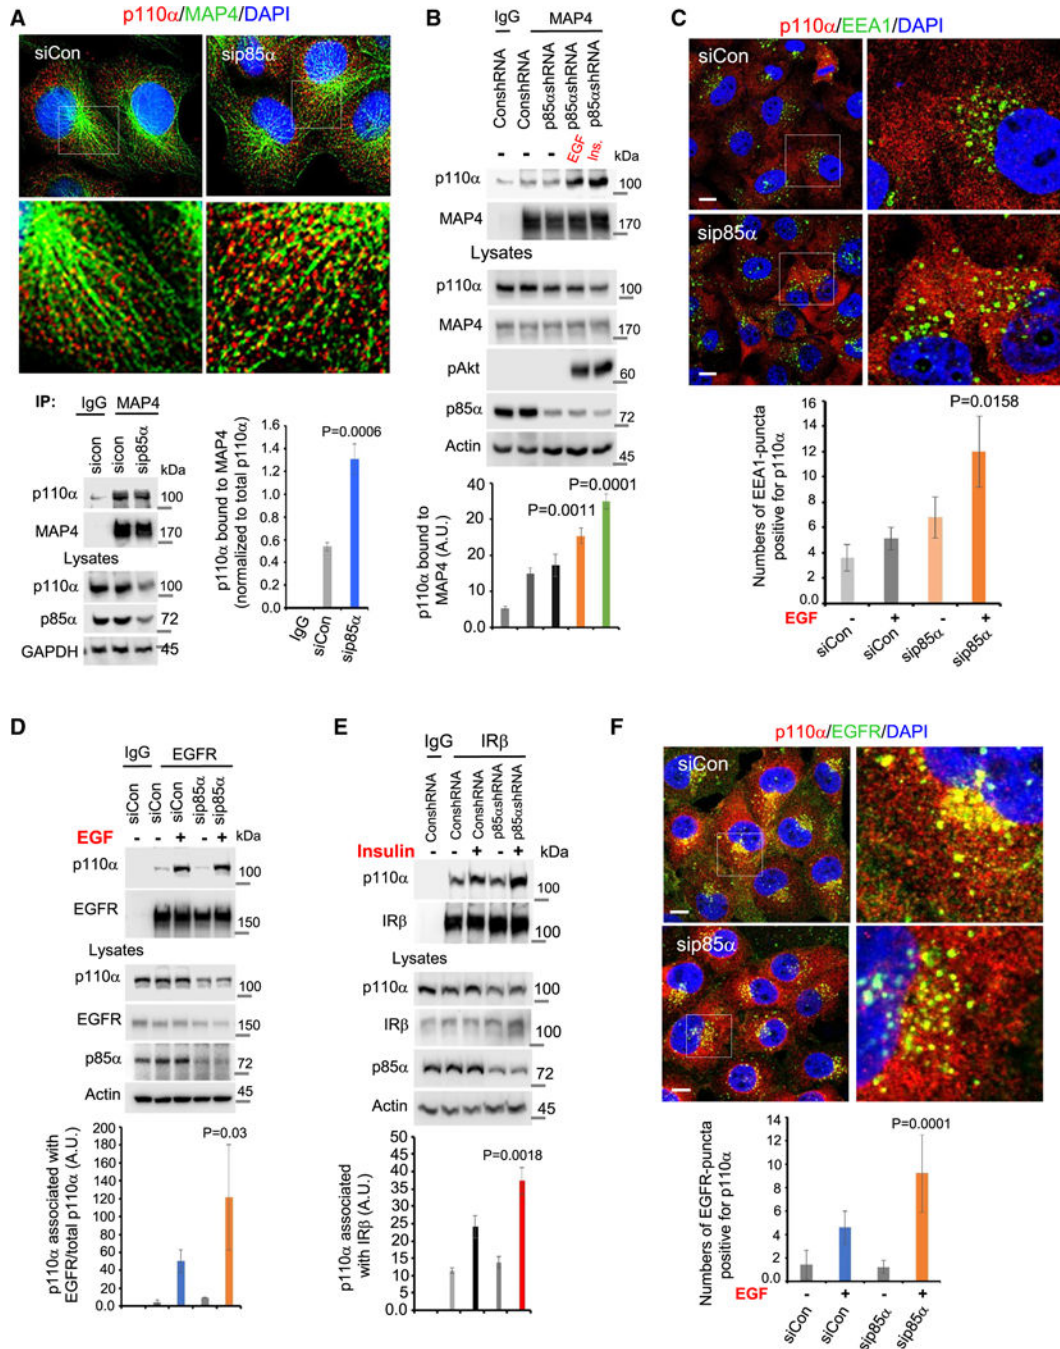 A
p110α/MAP4/DAPI
siCon
sip85α
IP:
IgG
MAP4
sicon
sicon
sip85α
kDa
p110α
100
MAP4
170
Lysates
p110α
100
p85α
72
GAPDH
45
p110α bound to MAP4
(normalized to total p110α)
1.6
1.4
1.2
1.0
0.8
0.6
0.4
0.2
0.0
P=0.0006
IgG
siCon
sip85α
B
IgG
MAP4
ConshRNA
ConshRNA
p85αshRNA
p85αshRNA
p85αshRNA
- - - EGF Ins.
kDa
p110α
100
MAP4
170
Lysates
p110α
100
MAP4
170
pAkt
60
p85α
72
Actin
45
p110α bound to
MAP4 (A.U.)
40
30
20
0.0
P=0.0011
P=0.0001
C
p110α/EEA1/DAPI
siCon
sip85α
Numbers of EEA1-puncta
positive for p110α
16
14
12
10
8
6
4
2
0.0
P=0.0158
EGF - + - +
siCon
siCon
sip85α
sip85α
D
IgG
EGFR
siCon
siCon
siCon
sip85α
sip85α
EGF - + - + kDa
p110α
100
EGFR
150
Lysates
p110α
100
EGFR
150
p85α
72
Actin
45
p110α associated with
EGFR/total p110α (A.U.)
200
180
160
140
120
100
80
60
40
20
0.0
P=0.03
E
IgG
IRβ
ConshRNA
ConshRNA
ConshRNA
p85αshRNA
p85αshRNA
Insulin - - + - + kDa
p110α
100
IRβ
100
Lysates
p110α
100
IRβ
100
p85α
72
Actin
45
p110α associated
with IRβ (A.U.)
50
45
40
35
30
25
20
15
10
5
0.0
P=0.0018
F
p110α/EGFR/DAPI
siCon
sip85α
Numbers of EGFR-puncta
positive for p110α
14
12
10
8
6
4
2
0.0
P=0.0001
EGF - + - +
siCon
siCon
sip85α
sip85α